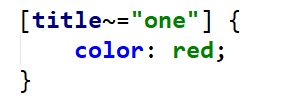 [title~="one"] {
    color: red;
}